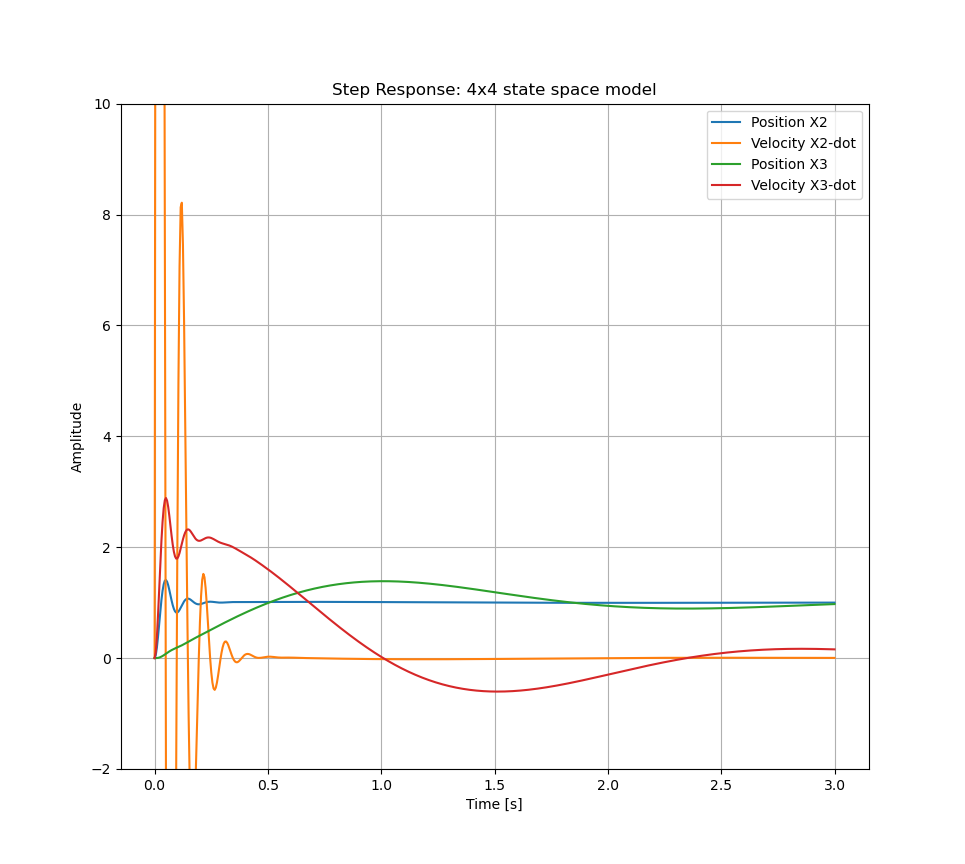 Step Response: 4x4 state space model
10
8
6
4
2
0
−2
Amplitude
Position X2
Velocity X2-dot
Position X3
Velocity X3-dot
0.0 0.5 1.0 1.5 2.0 2.5 3.0
Time [s]